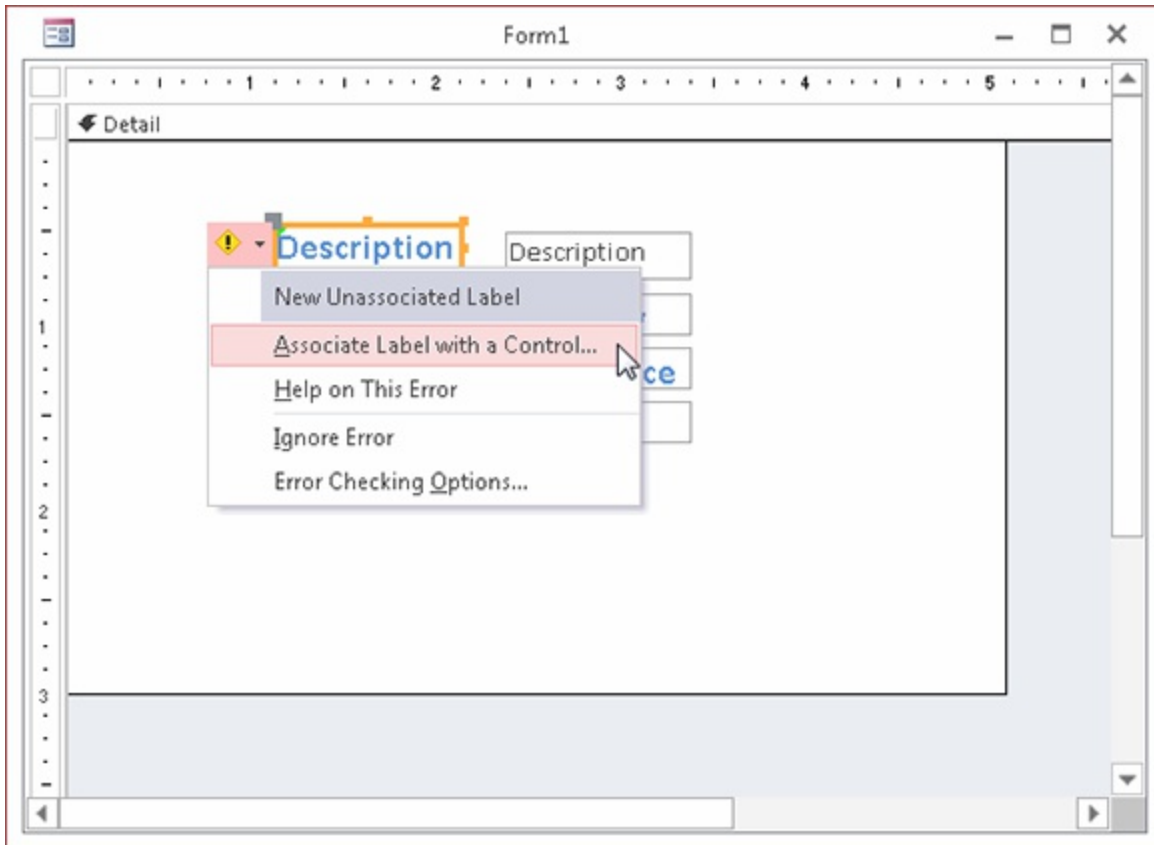 Form1
1 2 3 4 5
Detail
Description Description
New Unassociated Label
1
Associate Label with a Control...
ce
Help on This Error
Ignore Error
Error Checking Options...
2
3